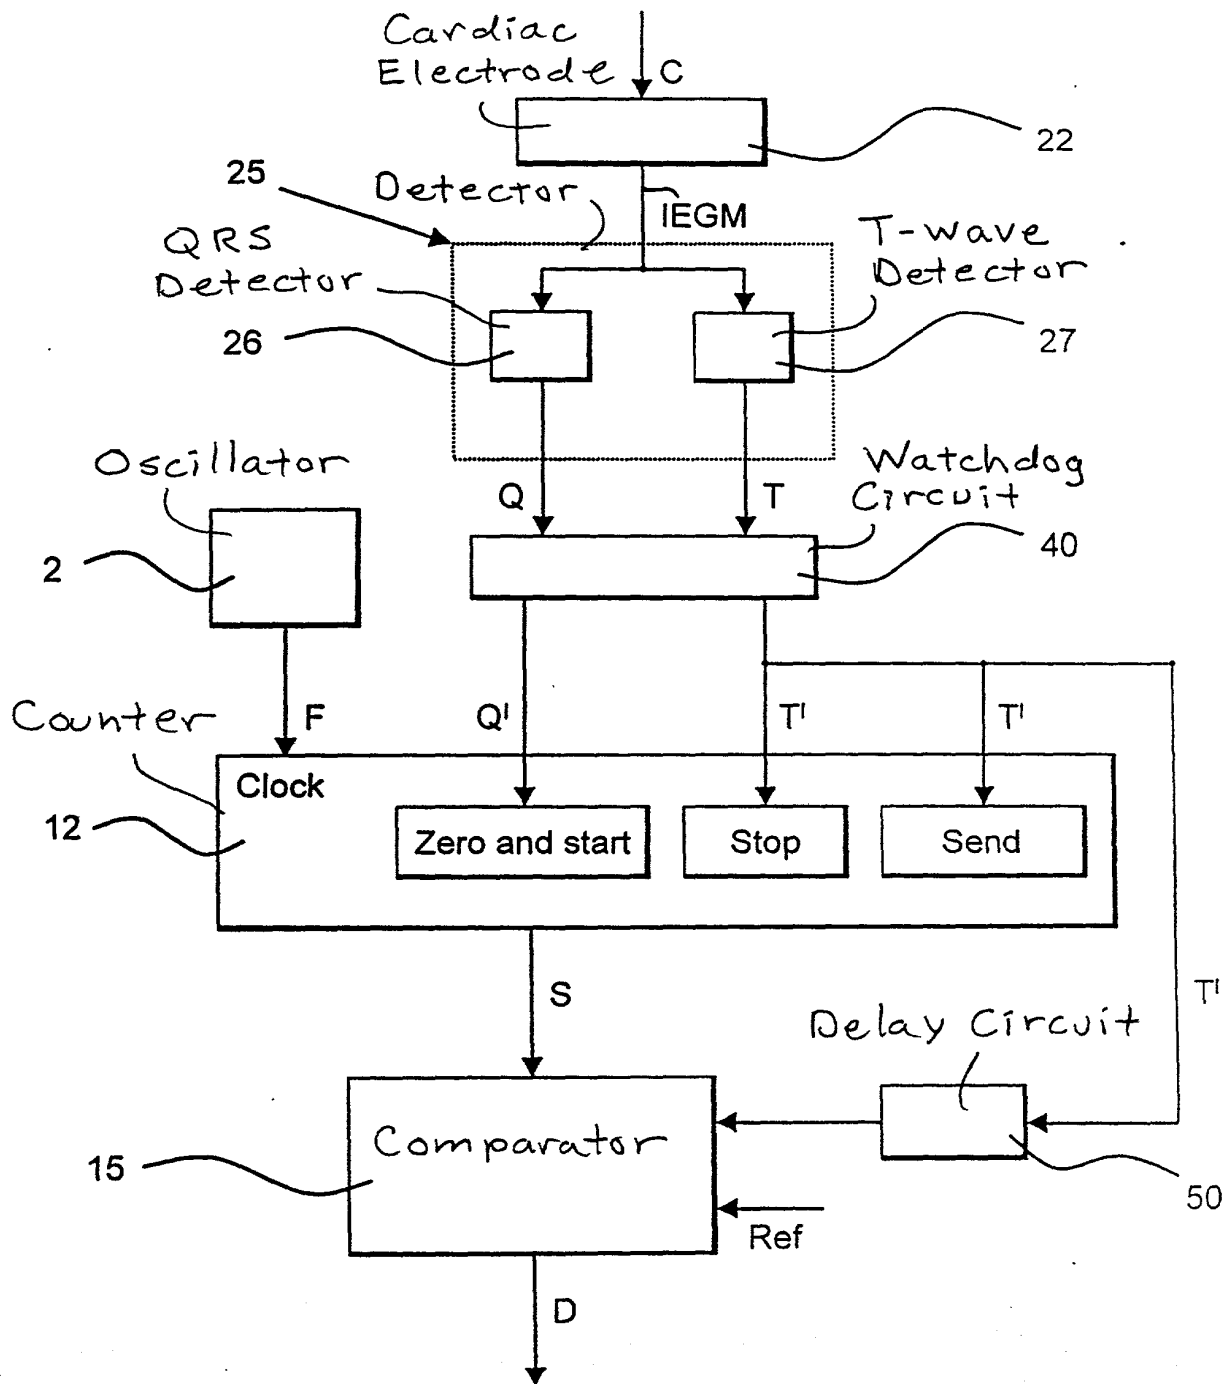 Cardiac
Electrode
C
22
25
Detector
IEGM
QRS
Detector
T-wave
Detector
26
27
Oscillator
Q
T
Watchdog
Circuit
2
40
Counter
F
Q'
T'
T'
Clock
12
Zero and start
Stop
Send
S
T'
Delay Circuit
Comparator
15
50
Ref
D